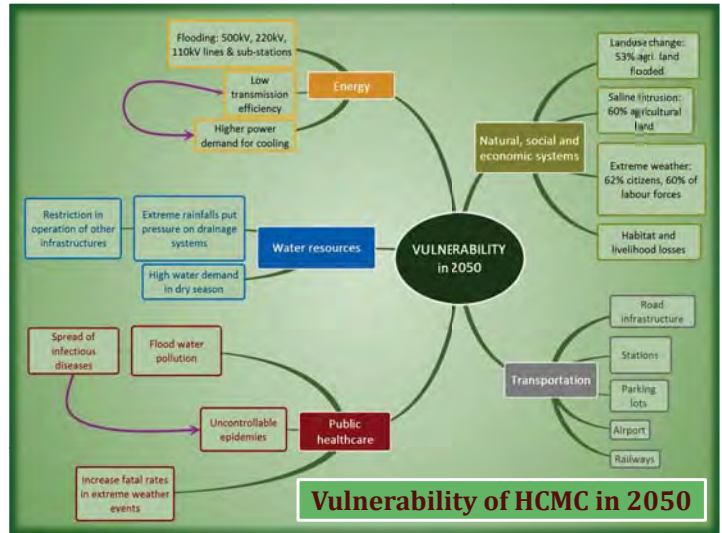 Flooding: 500kV, 220kV,
110kV lines & sub-stations
Low
transmission
efficiency
Higher power
demand for cooling
Energy
Landuse change:
53% agri. land
flooded
Saline intrusion:
60% agricultural
land
Natural, social and
economic systems
Extreme weather:
62% citizens, 60% of
labour forces
Habitat and
livelihood losses
Restriction in
operation of other
infrastructures
Extreme rainfalls put
pressure on drainage
systems
Water resources
High water demand
in dry season
VULNERABILITY
in 2050
Road
infrastructure
Stations
Transportation
Parking
lots
Airport
Railways
Spread of
infectious
diseases
Flood water
pollution
Uncontrollable
epidemies
Public
healthcare
Increase fatal rates
in extreme weather
events
Vulnerability of HCMC in 2050